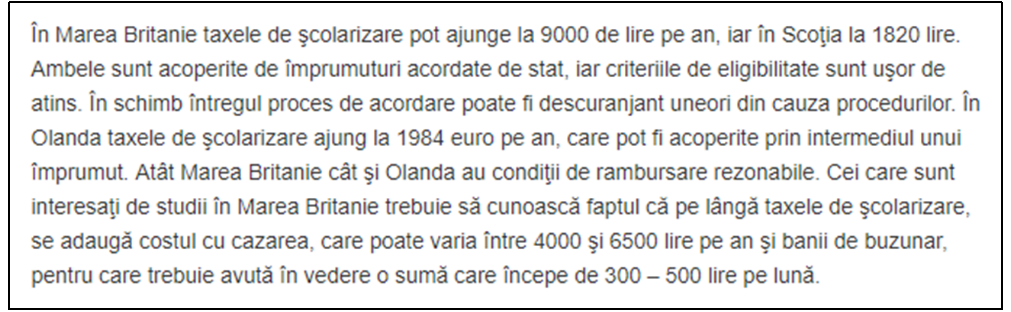 În Marea Britanie taxele de şcolarizare pot ajunge la 9000 de lire pe an, iar în Scoţia la 1820 lire.
Ambele sunt acoperite de împrumuturi acordate de stat, iar criteriile de eligibilitate sunt uşor de
atins. În schimb întregul proces de acordare poate fi descuranjant uneori din cauza procedurilor. În
Olanda taxele de şcolarizare ajung la 1984 euro pe an, care pot fi acoperite prin intermediul unui
împrumut. Atât Marea Britanie cât şi Olanda au condiţii de rambursare rezonabile. Cei care sunt
interesaţi de studii în Marea Britanie trebuie să cunoască faptul că pe lângă taxele de şcolarizare,
se adaugă costul cu cazarea, care poate varia între 4000 şi 6500 lire pe an şi banii de buzunar,
pentru care trebuie avută în vedere o sumă care începe de 300 – 500 lire pe lună.